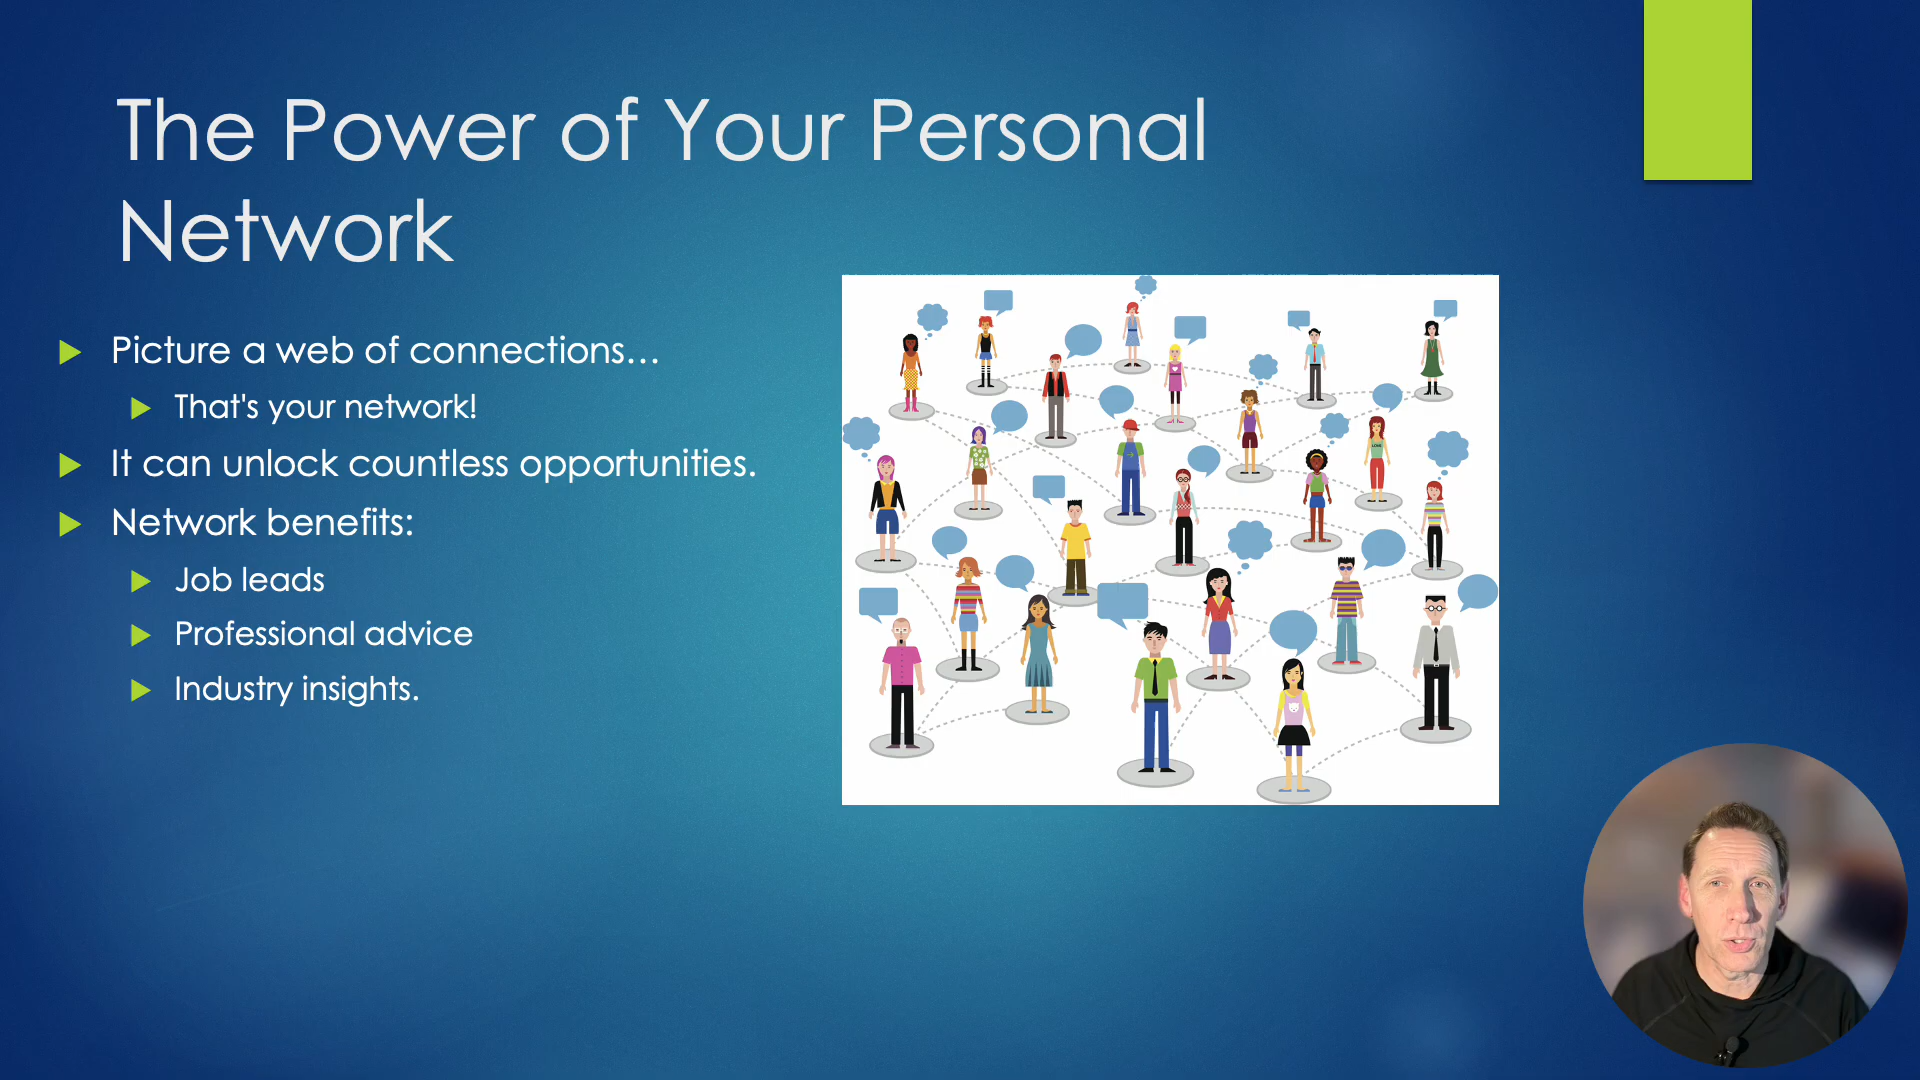 The Power of Your Personal
Network
Picture a web of connections…
That's your network!
It can unlock countless opportunities.
Network benefits:
Job leads
Professional advice
Industry insights.